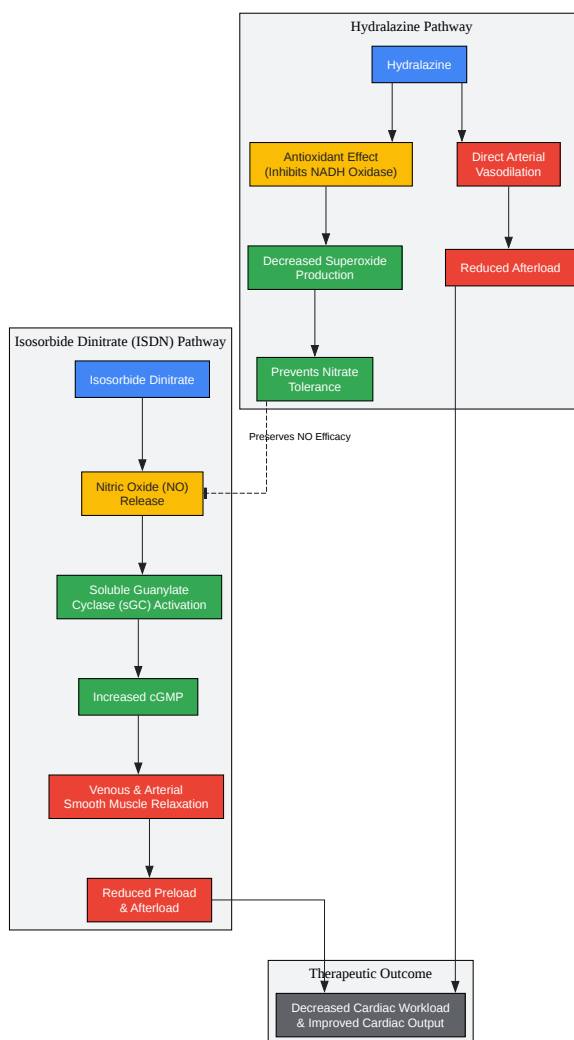 Hydralazine Pathway
Hydralazine
Antioxidant Effect
(Inhibits NADH Oxidase)
Direct Arterial
Vasodilation
Decreased Superoxide
Production
Reduced Afterload
Prevents Nitrate
Tolerance
Preserves NO Efficacy
Isosorbide Dinitrate (ISDN) Pathway
Isosorbide Dinitrate
Nitric Oxide (NO)
Release
Soluble Guanylate
Cyclase (sGC) Activation
Increased cGMP
Venous & Arterial
Smooth Muscle Relaxation
Reduced Preload
& Afterload
Therapeutic Outcome
Decreased Cardiac Workload
& Improved Cardiac Output